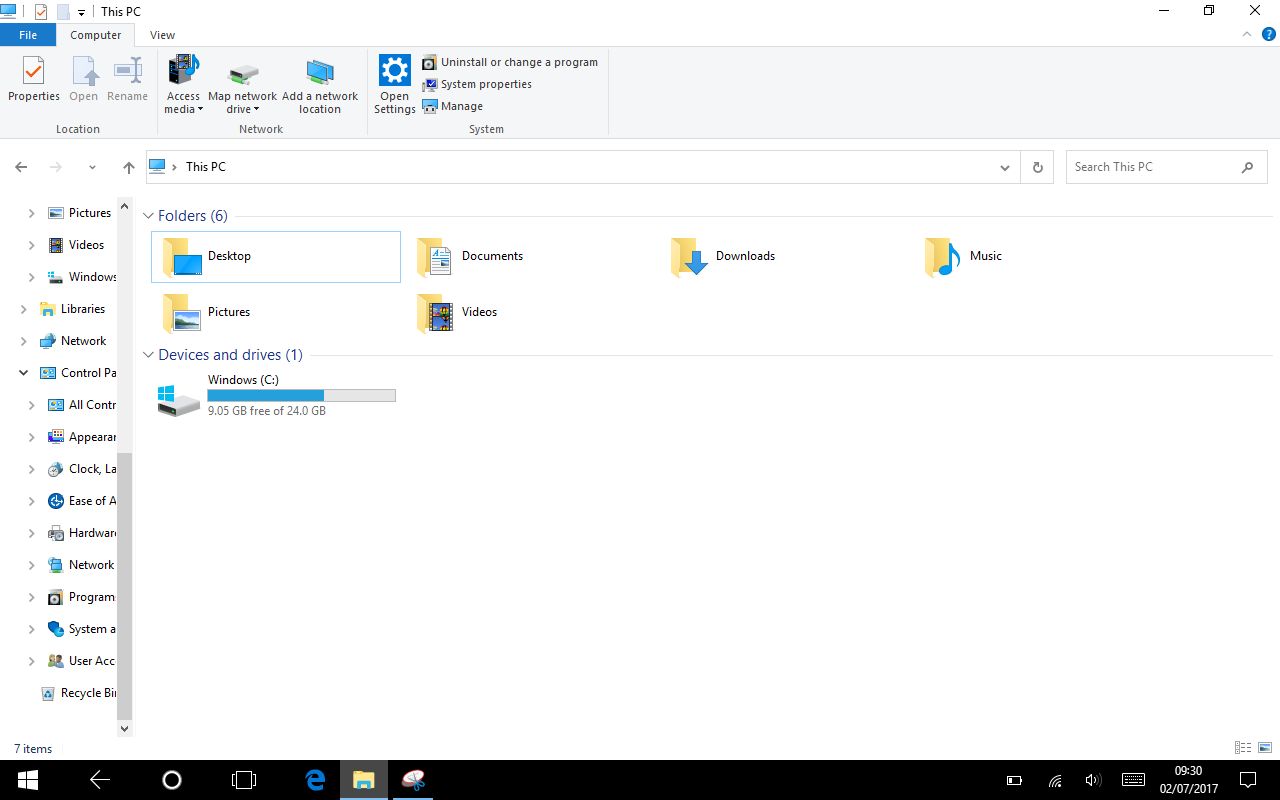 This PC
File Computer View
Properties Open Rename
Location
Access media Map network drive Add a network location
Network
Open Settings
Uninstall or change a program
System properties
Manage
System
This PC
Search This PC
Pictures
Videos
Windows
Libraries
Network
Control Pa
All Contr
Appearan
Clock, La
Ease of A
Hardware
Network
Programs
System a
User Acc
Recycle Bin
Folders (6)
Desktop Documents Downloads Music
Pictures Videos
Devices and drives (1)
Windows (C:)
9.05 GB free of 24.0 GB
7 items
09:30
02/07/2017